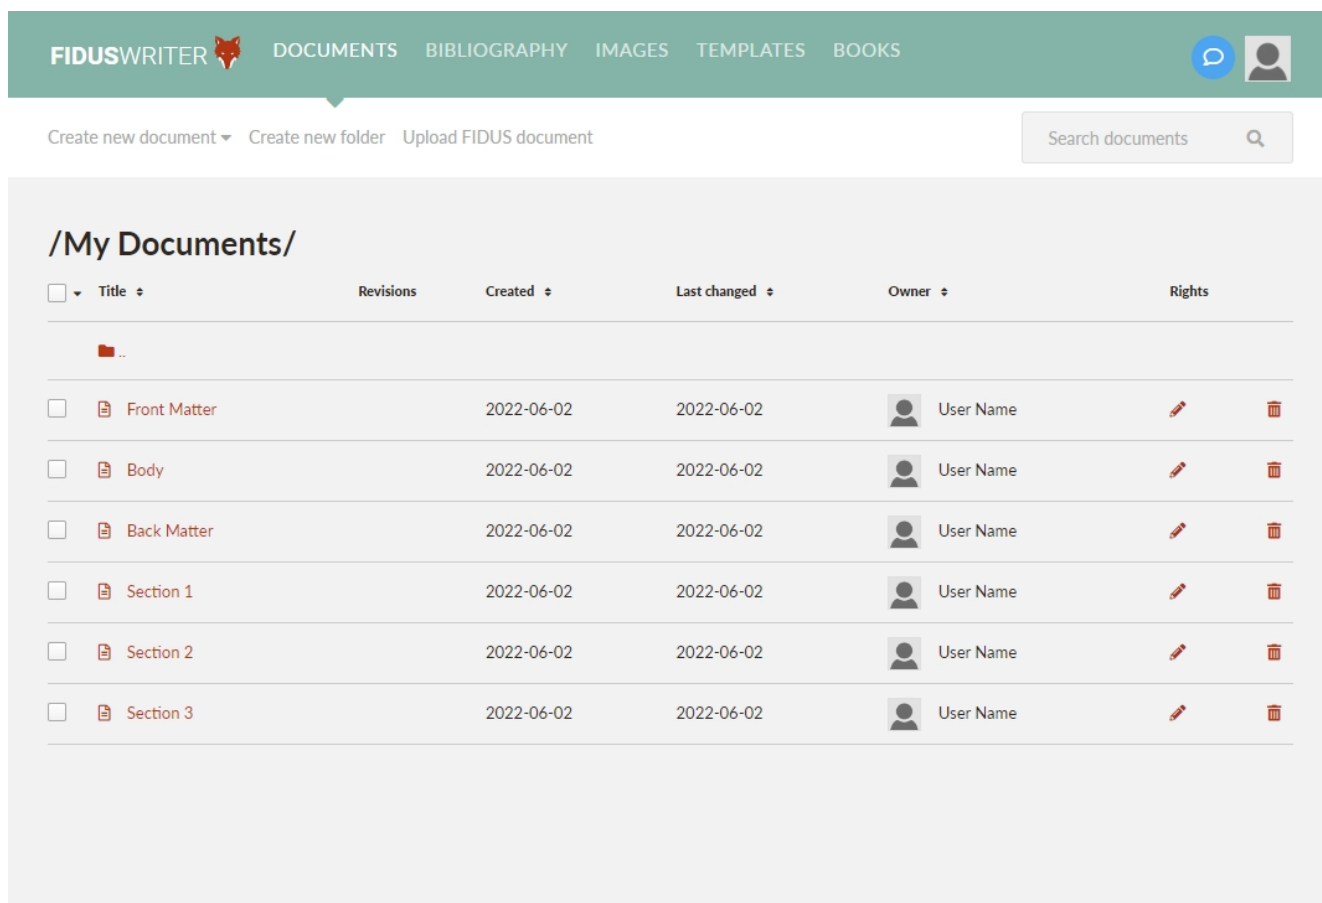 FIDUSWRITER DOCUMENTS BIBLIOGRAPHY IMAGES TEMPLATES BOOKS
Create new document Create new folder Upload FIDUS document Search documents
/My Documents/
Title Revisions Created Last changed Owner Rights
..
Front Matter 2022-06-02 2022-06-02 User Name
Body 2022-06-02 2022-06-02 User Name
Back Matter 2022-06-02 2022-06-02 User Name
Section 1 2022-06-02 2022-06-02 User Name
Section 2 2022-06-02 2022-06-02 User Name
Section 3 2022-06-02 2022-06-02 User Name